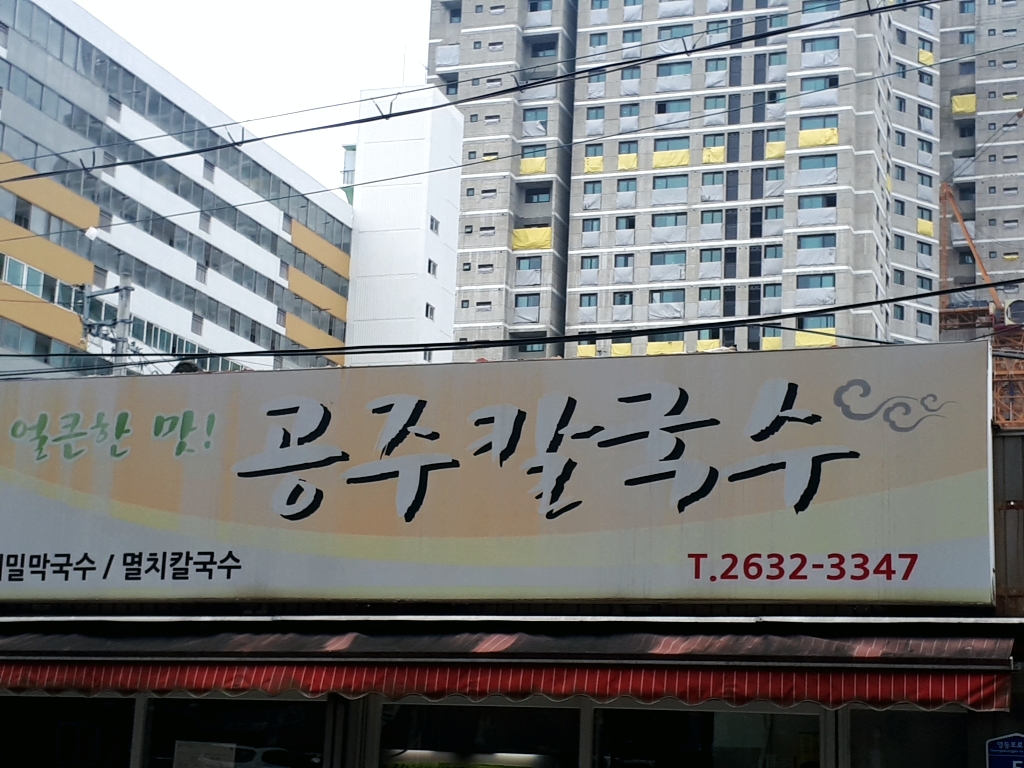 얼큰한 맛! 공주칼국수
밀막국수 / 멸치칼국수
T.2632-3347